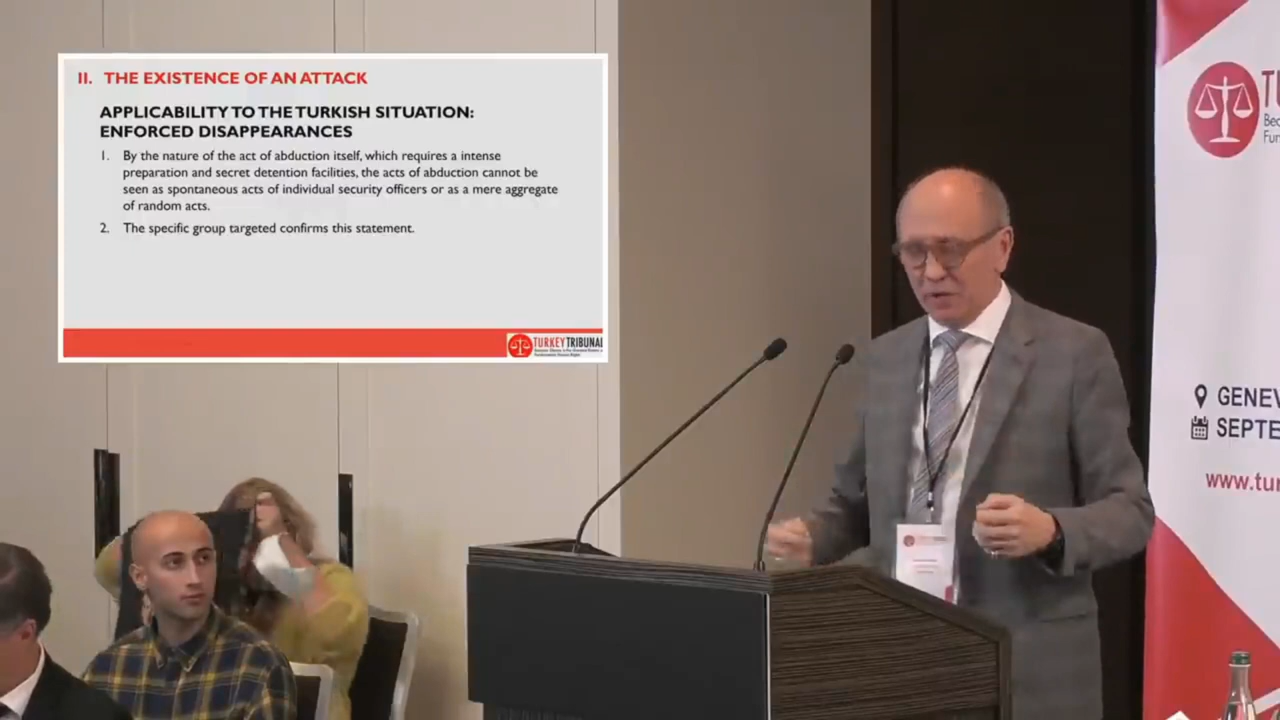 II. THE EXISTENCE OF AN ATTACK
APPLICABILITY TO THE TURKISH SITUATION:
ENFORCED DISAPPEARANCES
1. By the nature of the act of abduction itself, which requires a intense
preparation and secret detention facilities, the acts of abduction cannot be
seen as spontaneous acts of individual security officers or as a mere aggregate
of random acts.
2. The specific group targeted confirms this statement.
TURKEYTRIBUNAL
GENEV
SEPTE
www.tur